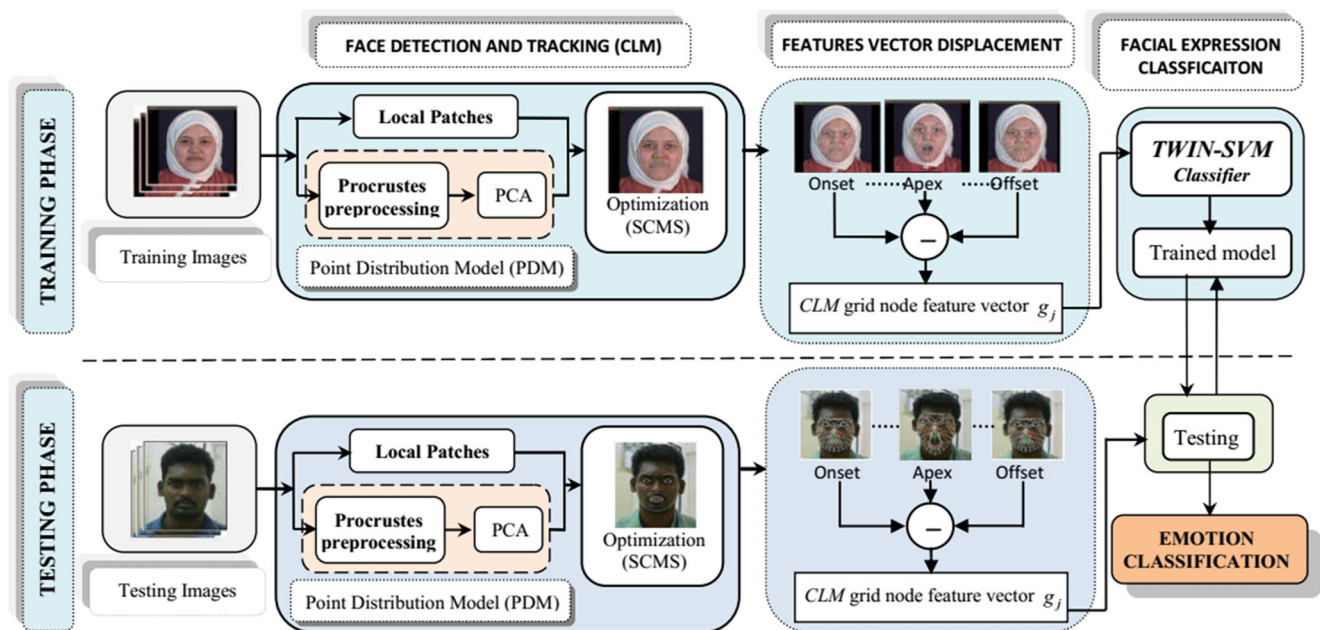 FACE DETECTION AND TRACKING (CLM)
FEATURES VECTOR DISPLACEMENT
FACIAL EXPRESSION
CLASSFICAITON
TRAINING PHASE
Training Images
Local Patches
Procrustes
preprocessing
PCA
Point Distribution Model (PDM)
Optimization
(SCMS)
Onset
Apex
Offset
−
CLM grid node feature vector g_j
TWIN-SVM
Classifier
Trained model
TESTING PHASE
Testing Images
Local Patches
Procrustes
preprocessing
PCA
Point Distribution Model (PDM)
Optimization
(SCMS)
Onset
Apex
Offset
−
CLM grid node feature vector g_j
Testing
EMOTION
CLASSIFICATION